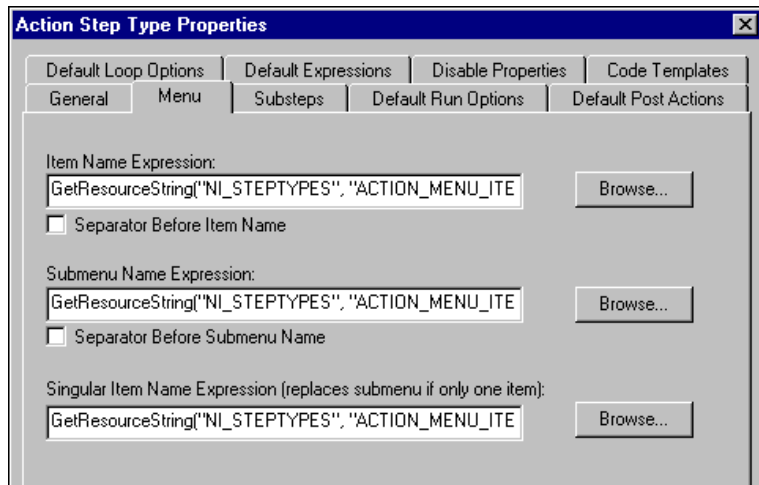 Action Step Type Properties
Default Loop Options Default Expressions Disable Properties Code Templates
General Menu Substeps Default Run Options Default Post Actions
Item Name Expression:
GetResourceString("NI_STEPTYPES", "ACTION_MENU_ITE Browse...
Separator Before Item Name
Submenu Name Expression:
GetResourceString("NI_STEPTYPES", "ACTION_MENU_ITE Browse...
Separator Before Submenu Name
Singular Item Name Expression (replaces submenu if only one item):
GetResourceString("NI_STEPTYPES", "ACTION_MENU_ITE Browse...